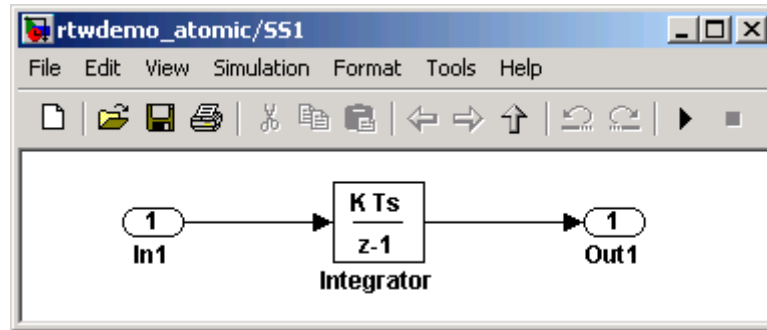 rtwdemo_atomic/SS1
File Edit View Simulation Format Tools Help
1
In1
K Ts
z-1
Integrator
1
Out1